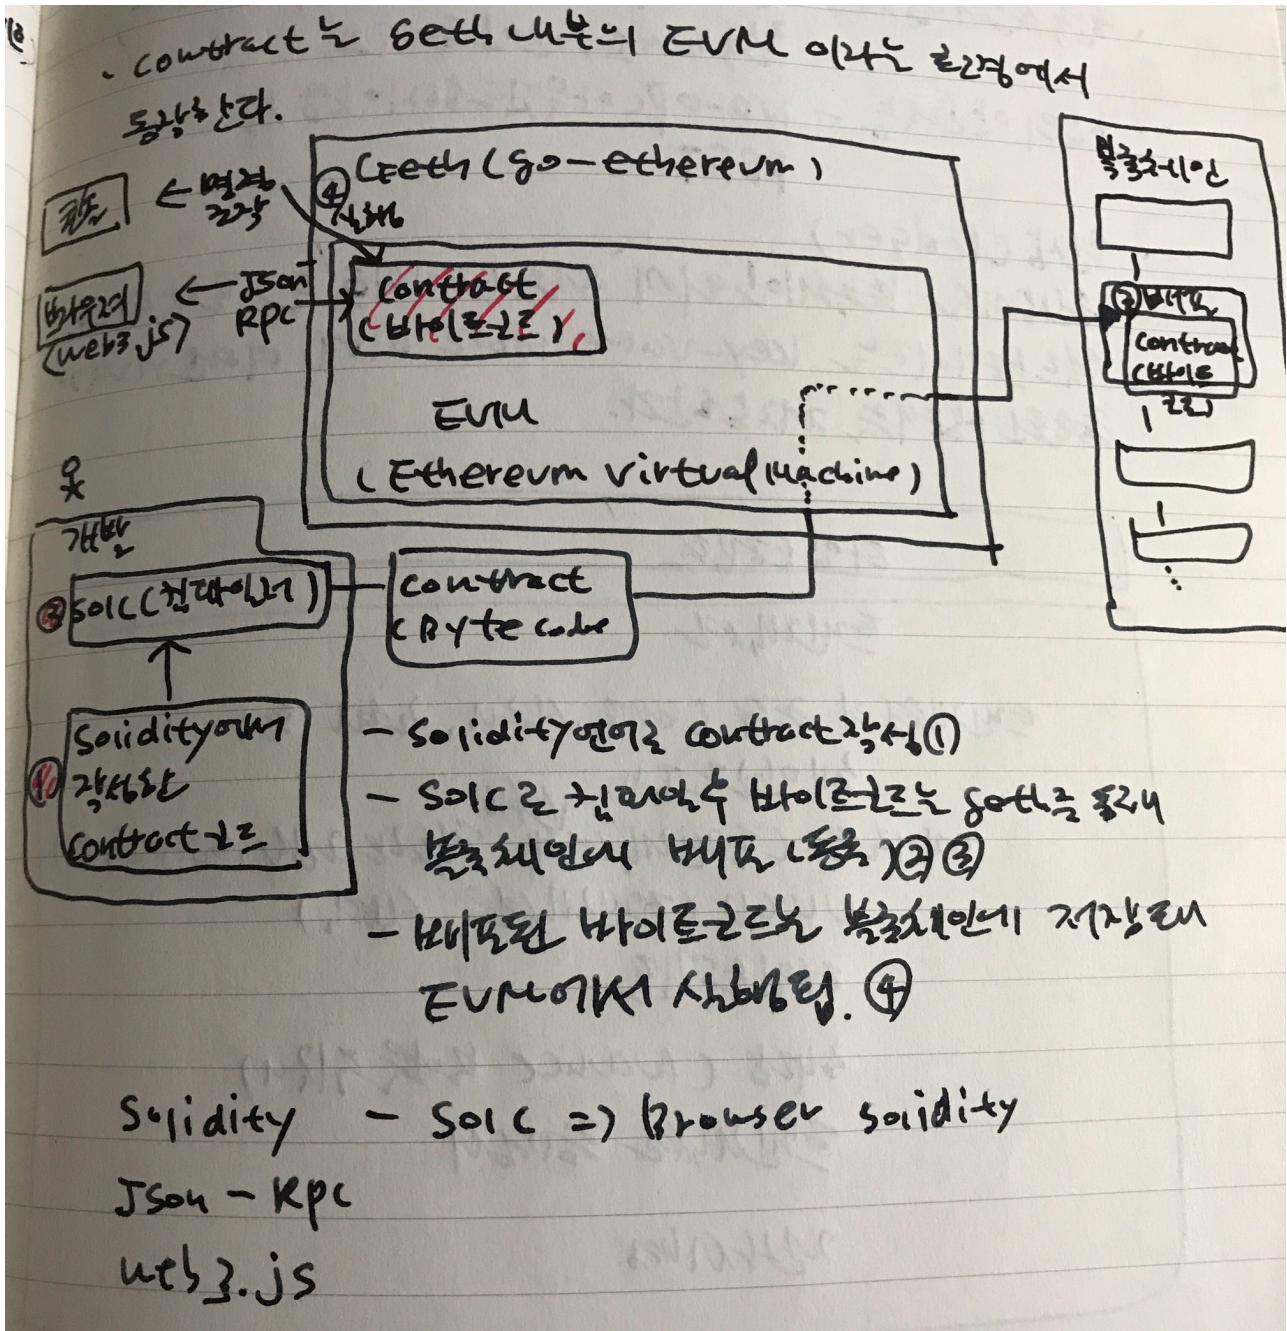 · contract는 Geth 내부의 EVM 이라는 환경에서
동작한다.
콘솔
← 명령
조작
브라우저
(web3.js)
← Json
Rpc
Geth (go-ethereum)
④
실행
contract
(바이트코드)
EVM
(Ethereum Virtual Machine)
블록체인
③ 배포
contract
(바이트
코드)
개발
② solc(컴파일러)
contract
(Byte code
① Solidity에서
작성한
contract 코드
- Solidity언어로 contract작성 ①
- Solc로 컴파일 후 바이트코드는 geth를 통해
블록체인에 배포 (등록) ② ③
- 배포된 바이트코드는 블록체인에 저장돼
EVM에서 실행됨. ④
Solidity - Solc => Browser solidity
Json - Rpc
web3.js